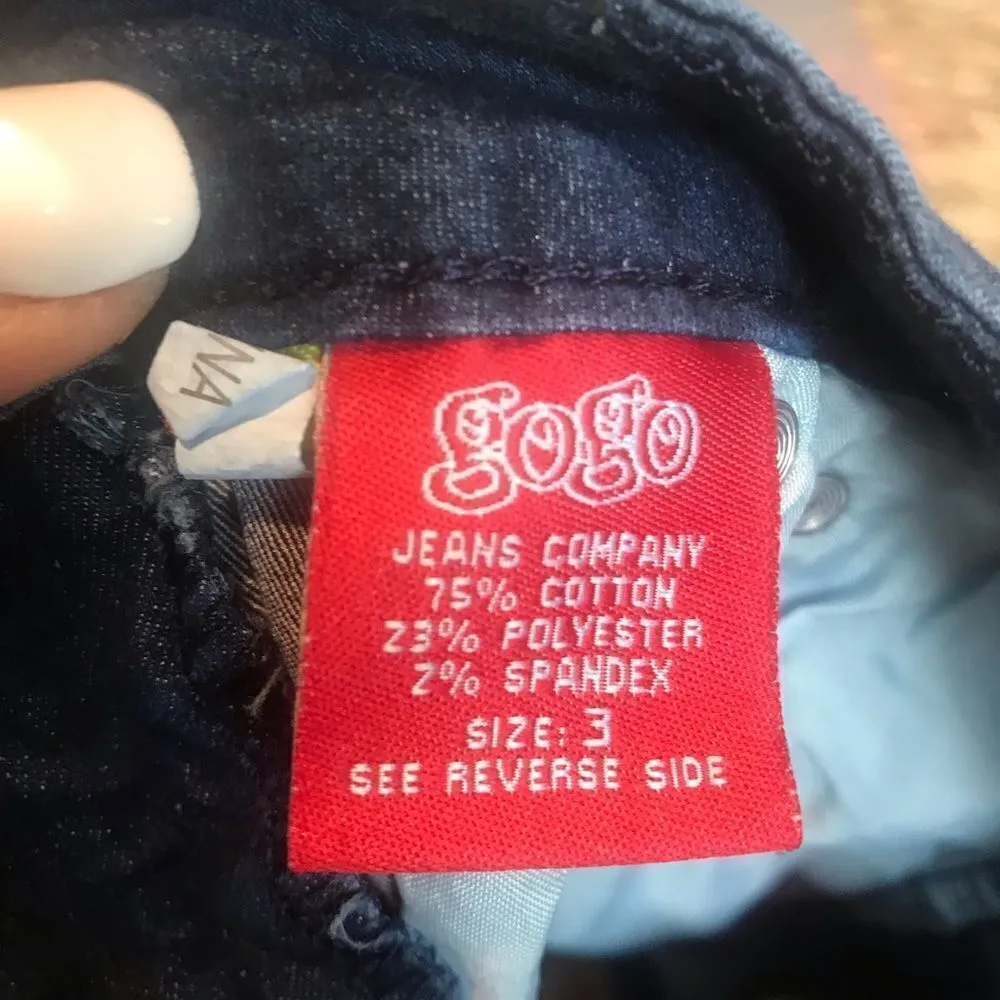 gogo
JEANS COMPANY
75% COTTON
23% POLYESTER
2% SPANDEX
SIZE: 3
SEE REVERSE SIDE